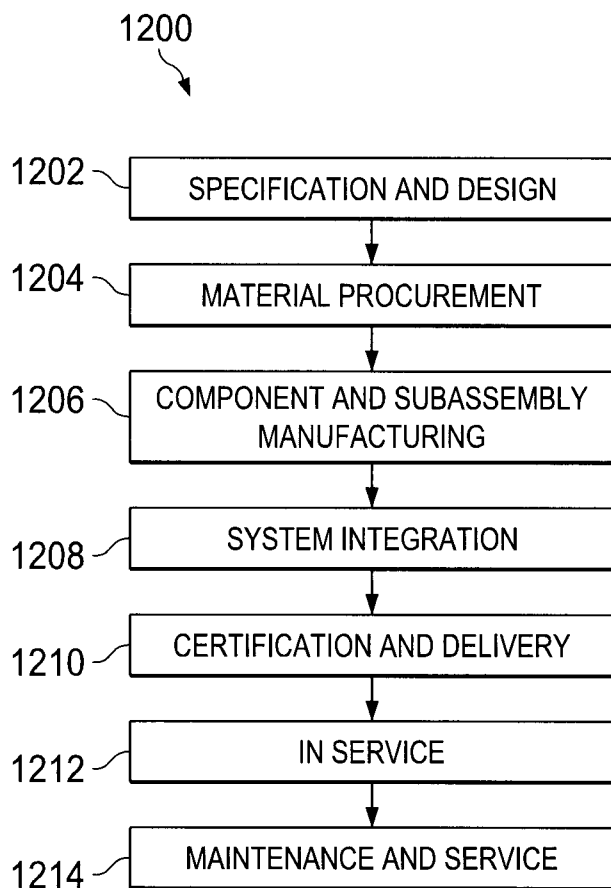 1200
1202
SPECIFICATION AND DESIGN
1204
MATERIAL PROCUREMENT
1206
COMPONENT AND SUBASSEMBLY
MANUFACTURING
1208
SYSTEM INTEGRATION
1210
CERTIFICATION AND DELIVERY
1212
IN SERVICE
1214
MAINTENANCE AND SERVICE